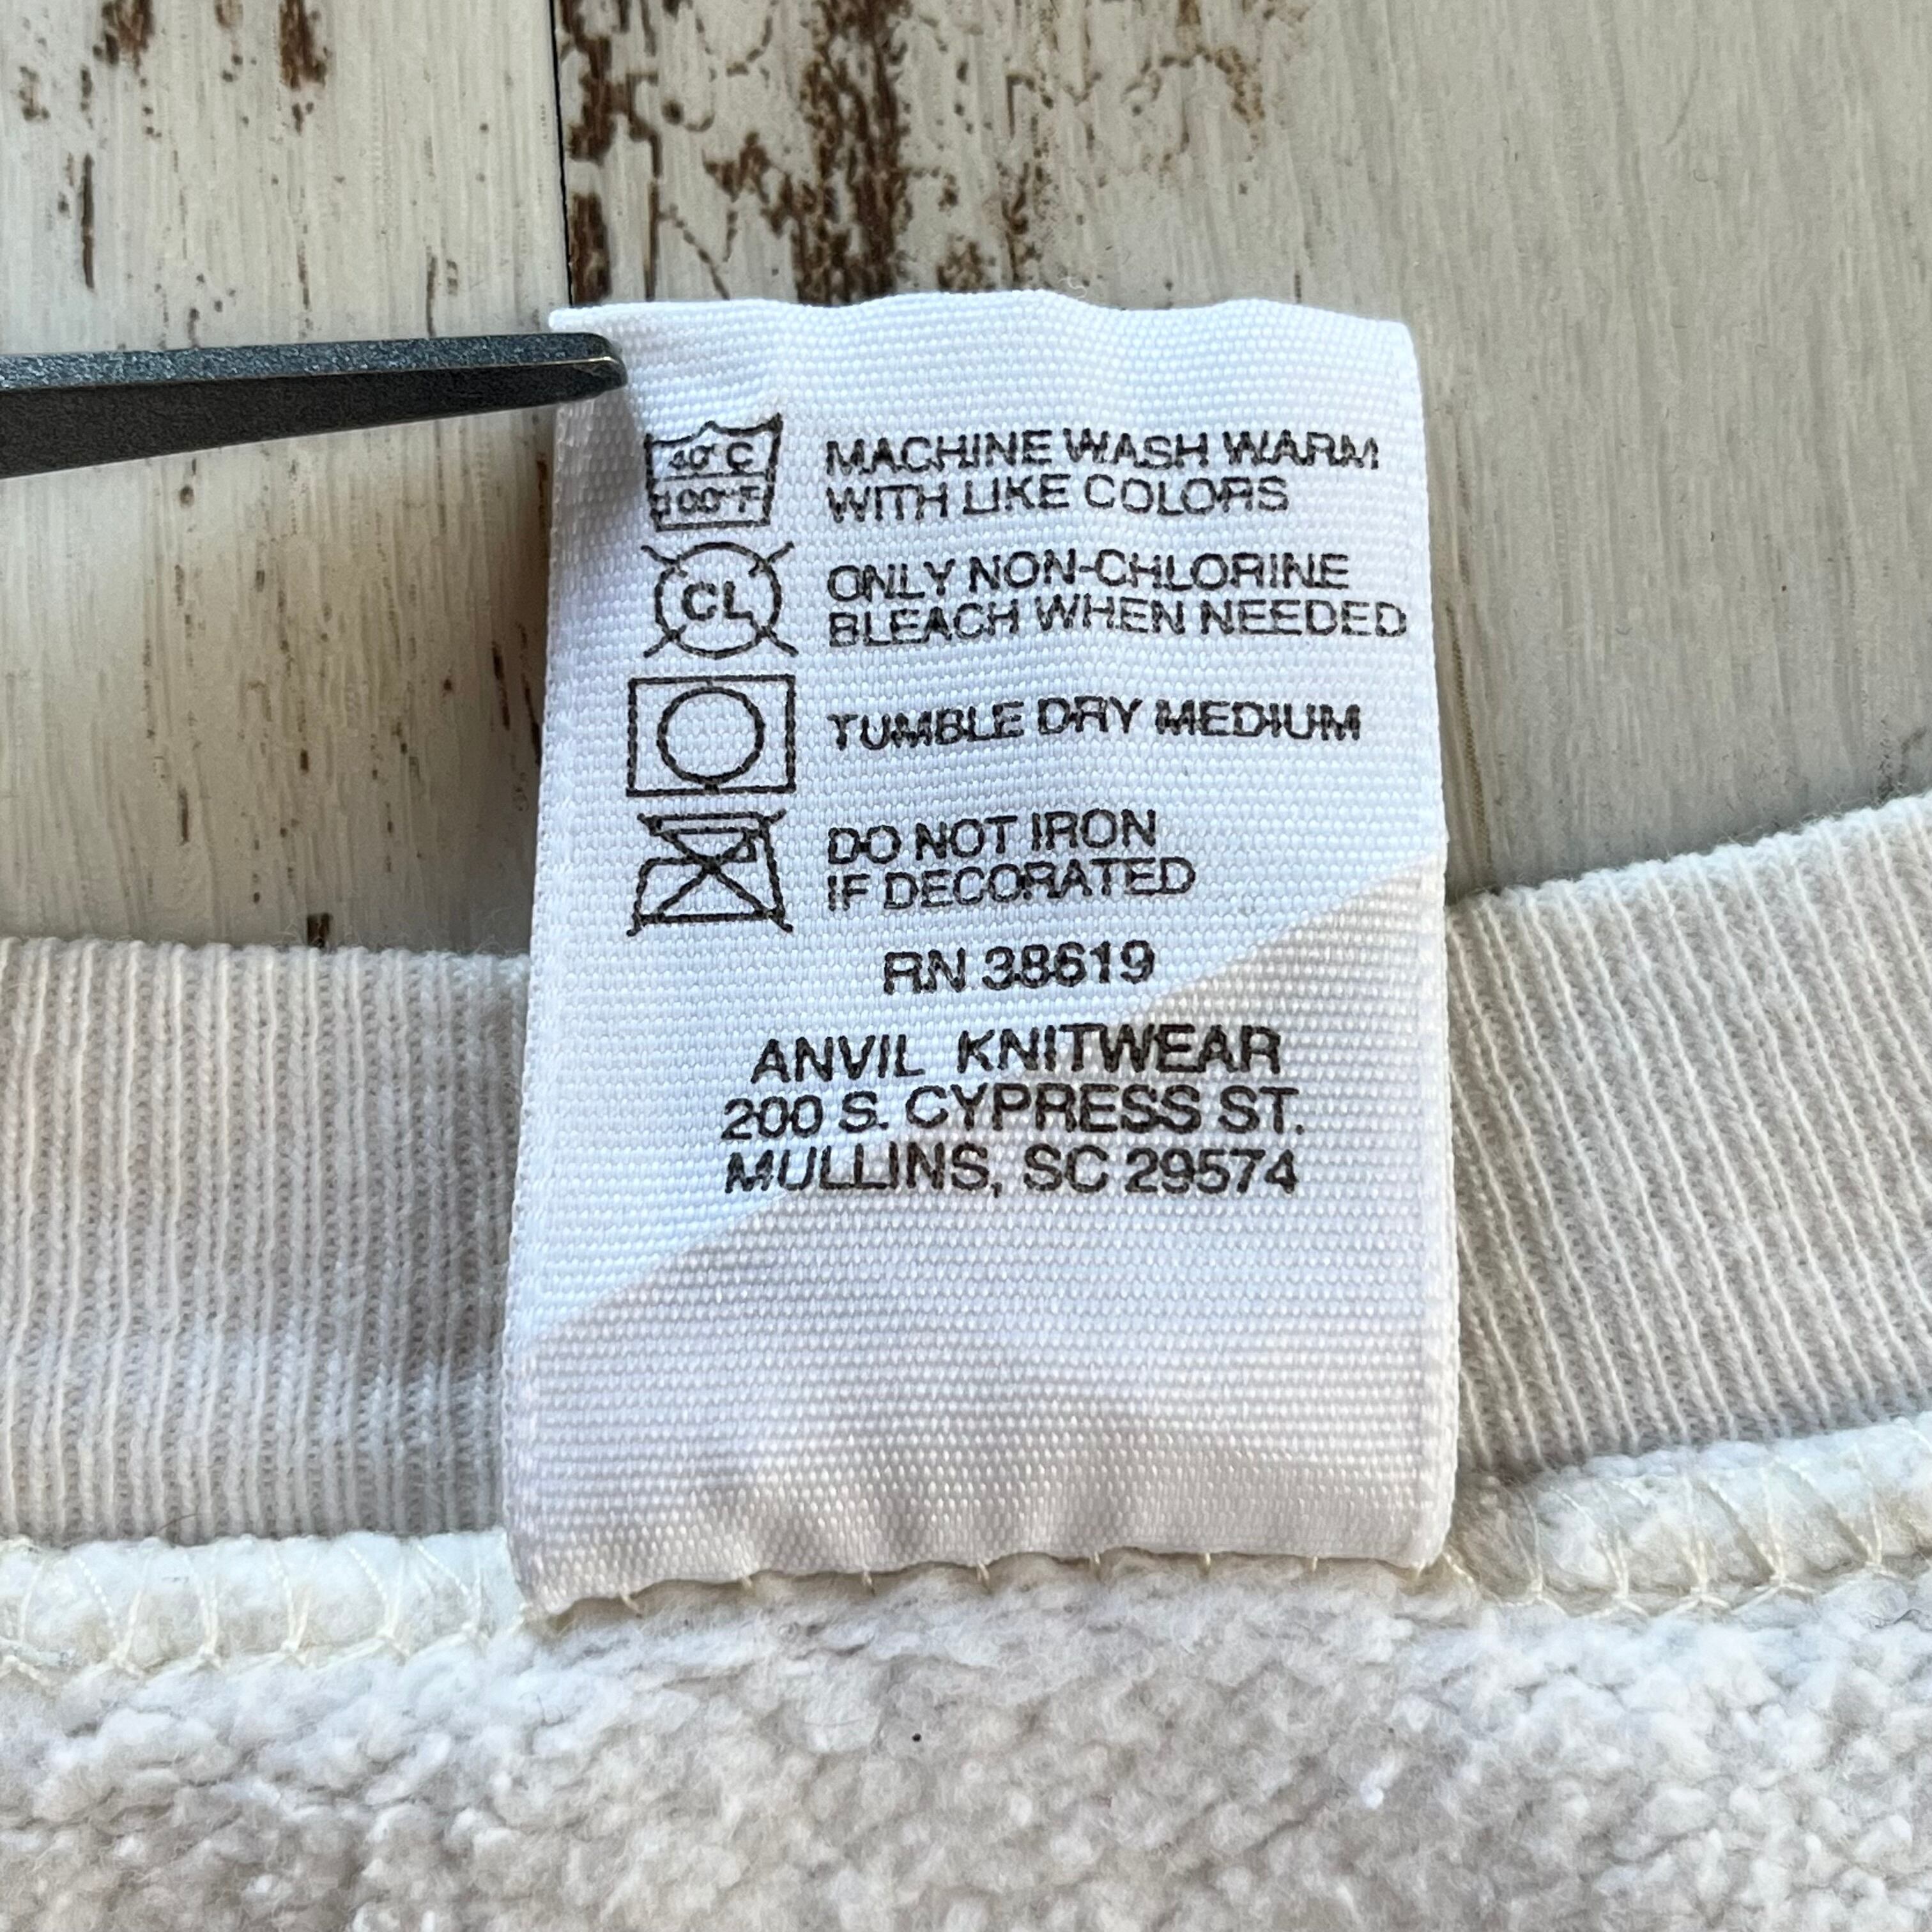 40°C
100°F
MACHINE WASH WARM
WITH LIKE COLORS
CL
ONLY NON-CHLORINE
BLEACH WHEN NEEDED
TUMBLE DRY MEDIUM
DO NOT IRON
IF DECORATED
RN 38619
ANVIL KNITWEAR
200 S. CYPRESS ST.
MULLINS, SC 29574